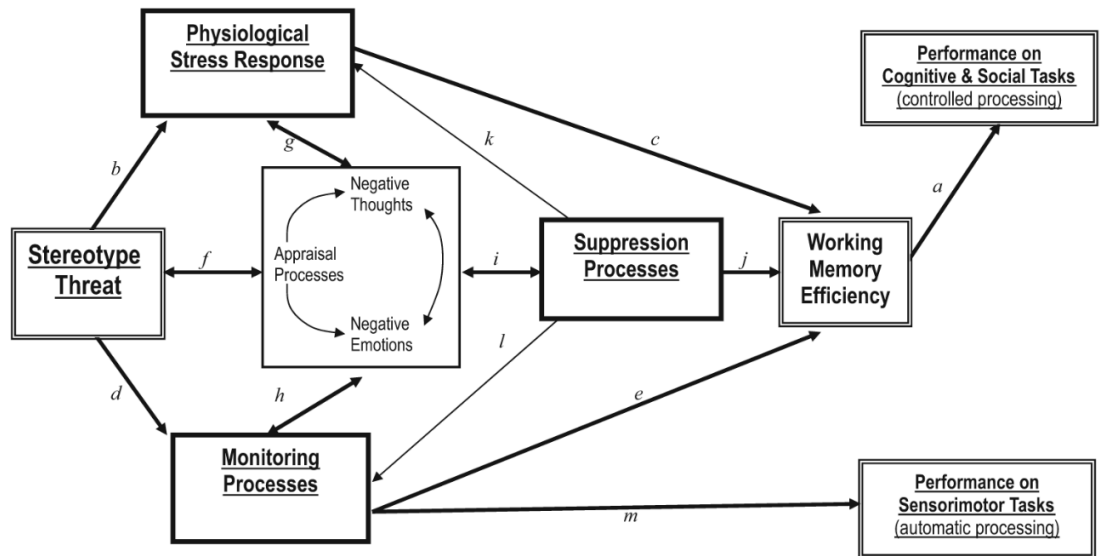 Physiological
Stress Response
Performance on
Cognitive & Social Tasks
(controlled processing)
b
g
k
c
a
Negative
Thoughts
Stereotype
Threat
f
Appraisal
Processes
i
Suppression
Processes
j
Working
Memory
Efficiency
Negative
Emotions
d
h
l
e
Monitoring
Processes
m
Performance on
Sensorimotor Tasks
(automatic processing)